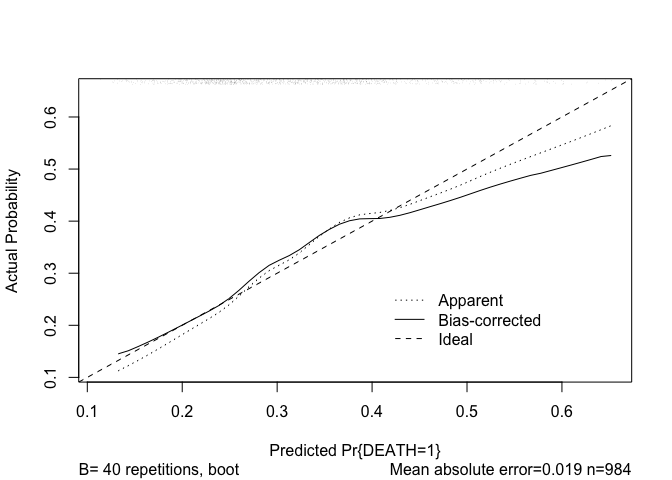 0.6
0.5
0.4
0.3
0.2
0.1
Actual Probability
Apparent
Bias-corrected
Ideal
0.1 0.2 0.3 0.4 0.5 0.6
Predicted Pr{DEATH=1}
B= 40 repetitions, boot Mean absolute error=0.019 n=984